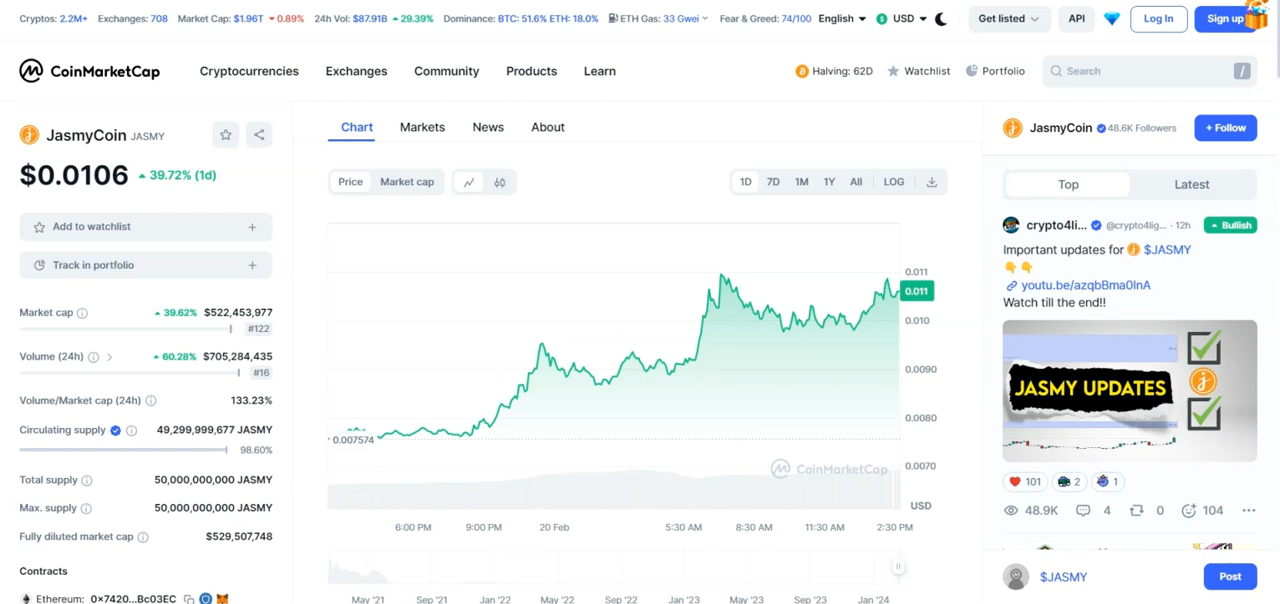 Cryptos: 2.2M+ Exchanges: 708 Market Cap: $1.96T 0.89% 24h Vol: $87.91B 29.39% Dominance: BTC: 51.6% ETH: 18.0% ETH Gas: 33 Gwei Fear & Greed: 74/100 English USD Get listed API Log In Sign up
CoinMarketCap Cryptocurrencies Exchanges Community Products Learn Halving: 62D Watchlist Portfolio Search /
JasmyCoin JASMY
$0.0106 39.72% (1d)
Add to watchlist +
Track in portfolio +
Market cap 39.62% $522,453,977
#122
Volume (24h) 60.28% $705,284,435
#16
Volume/Market cap (24h) 133.23%
Circulating supply 49,299,999,677 JASMY
98.60%
Total supply 50,000,000,000 JASMY
Max. supply 50,000,000,000 JASMY
Fully diluted market cap $529,507,748
Contracts
Ethereum: 0x7420...Bc03EC
Chart Markets News About
Price Market cap 1D 7D 1M 1Y All LOG
0.011
0.011
0.010
0.0090
0.0080
0.007574
0.0070
CoinMarketCap
USD
6:00 PM 9:00 PM 20 Feb 5:30 AM 8:30 AM 11:30 AM 2:30 PM
May '21 Sep '21 Jan '22 May '22 Sep '22 Jan '23 May '23 Sep '23 Jan '24
JasmyCoin 48.6K Followers + Follow
Top Latest
crypto4li... @crypto4lig... · 12h Bullish
Important updates for $JASMY
youtu.be/azqbBma0InA
Watch till the end!!
JASMY UPDATES
101 2 1
48.9K 4 0 104
$JASMY Post